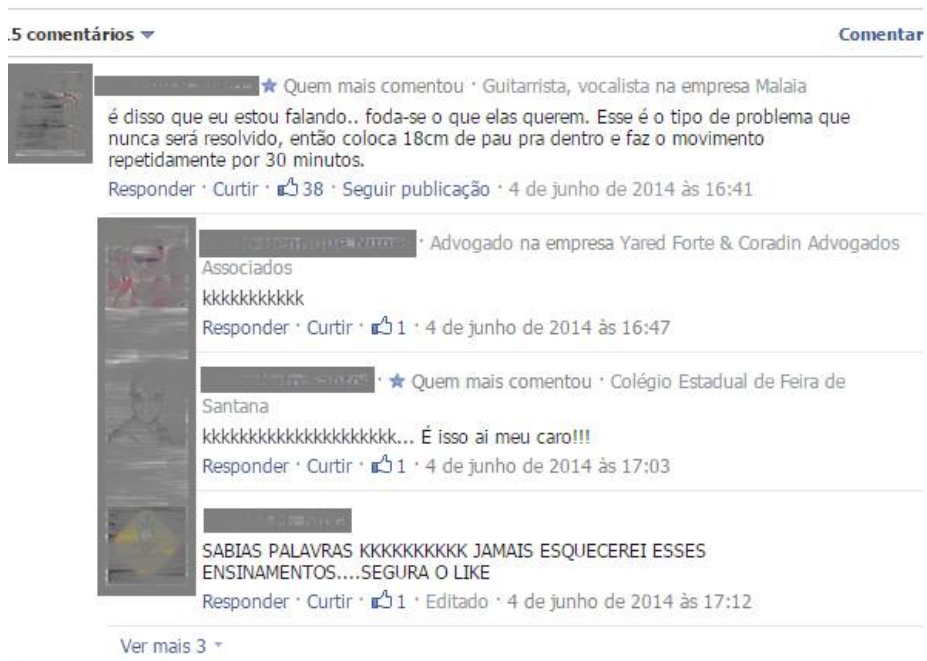 .5 comentários
Comentar
Quem mais comentou · Guitarrista, vocalista na empresa Malaia
é disso que eu estou falando.. foda-se o que elas querem. Esse é o tipo de problema que
nunca será resolvido, então coloca 18cm de pau pra dentro e faz o movimento
repetidamente por 30 minutos.
Responder · Curtir · 38 · Seguir publicação · 4 de junho de 2014 às 16:41
· Advogado na empresa Yared Forte & Coradin Advogados
Associados
kkkkkkkkkkk
Responder · Curtir · 1 · 4 de junho de 2014 às 16:47
· Quem mais comentou · Colégio Estadual de Feira de
Santana
kkkkkkkkkkkkkkkkkkkkk... É isso ai meu caro!!!
Responder · Curtir · 1 · 4 de junho de 2014 às 17:03
SABIAS PALAVRAS KKKKKKKKKK JAMAIS ESQUECEREI ESSES
ENSINAMENTOS....SEGURA O LIKE
Responder · Curtir · 1 · Editado · 4 de junho de 2014 às 17:12
Ver mais 3